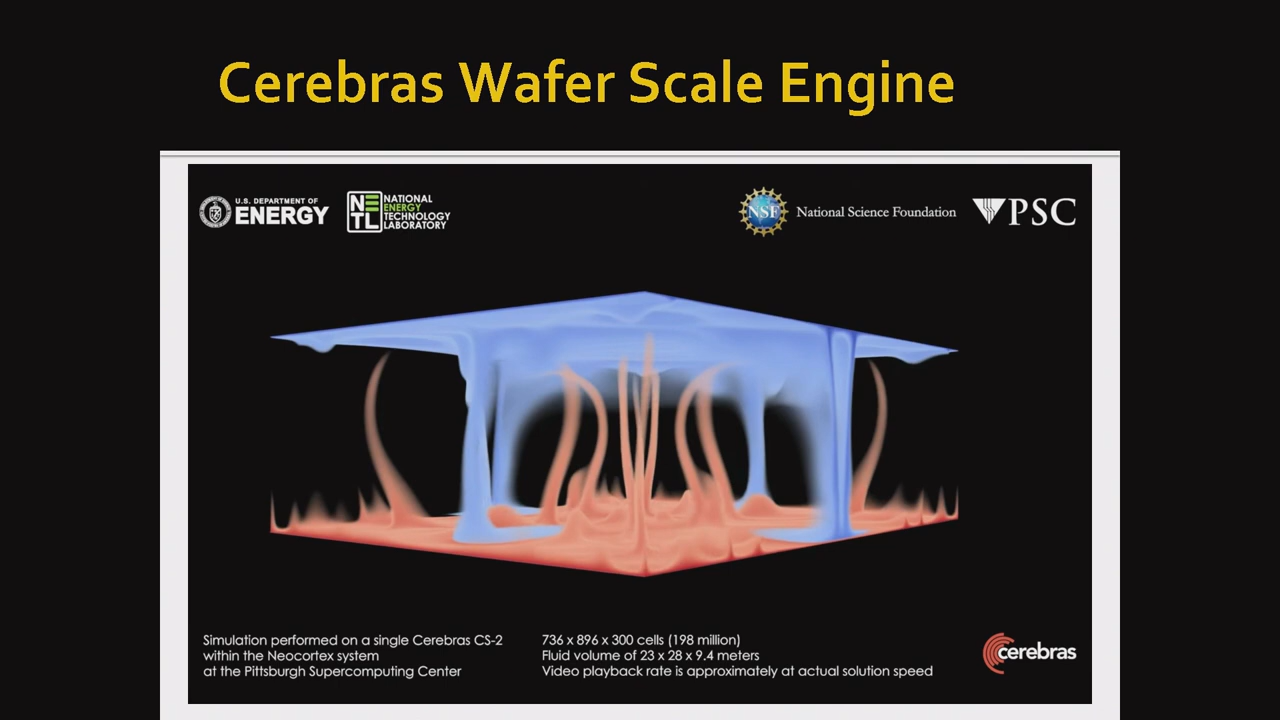 Cerebras Wafer Scale Engine
U.S. DEPARTMENT OF
ENERGY
NE
TL
NATIONAL
ENERGY
TECHNOLOGY
LABORATORY
NSF
National Science Foundation
PSC
Simulation performed on a single Cerebras CS-2
within the Neocortex system
at the Pittsburgh Supercomputing Center
736 x 896 x 300 cells (198 million)
Fluid volume of 23 x 28 x 9.4 meters
Video playback rate is approximately at actual solution speed
cerebras